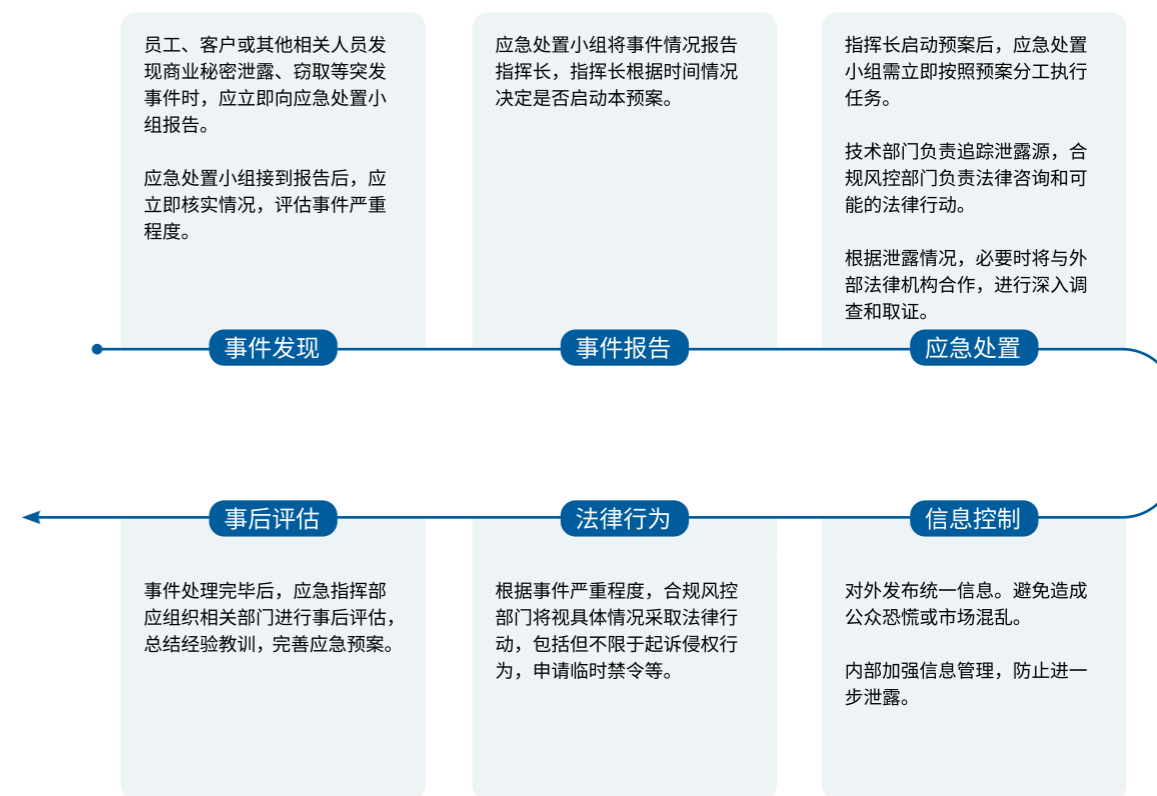 员工、客户或其他相关人员发
现商业秘密泄露、窃取等突发
事件时，应立即向应急处置小
组报告。
应急处置小组接到报告后，应
立即核实情况，评估事件严重
程度。
事件发现
应急处置小组将事件情况报告
指挥长，指挥长根据时间情况
决定是否启动本预案。
事件报告
指挥长启动预案后，应急处置
小组需立即按照预案分工执行
任务。
技术部门负责追踪泄露源，合
规风控部门负责法律咨询和可
能的法律行动。
根据泄露情况，必要时将与外
部法律机构合作，进行深入调
查和取证。
应急处置
信息控制
对外发布统一信息。避免造成
公众恐慌或市场混乱。
内部加强信息管理，防止进一
步泄露。
法律行为
根据事件严重程度，合规风控
部门将视具体情况采取法律行
动，包括但不限于起诉侵权行
为，申请临时禁令等。
事后评估
事件处理完毕后，应急指挥部
应组织相关部门进行事后评估，
总结经验教训，完善应急预案。